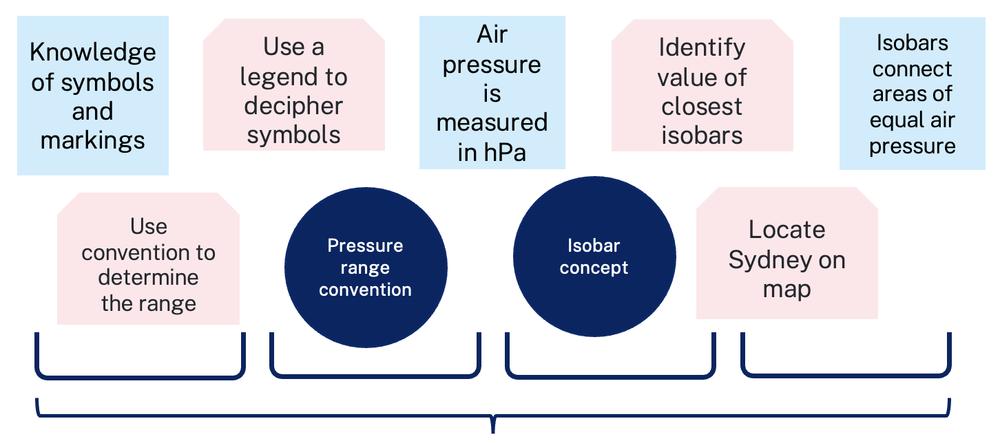 Knowledge
of symbols
and
markings
Use a
legend to
decipher
symbols
Air
pressure
is
measured
in hPa
Identify
value of
closest
isobars
Isobars
connect
areas of
equal air
pressure
Use
convention to
determine
the range
Pressure
range
convention
Isobar
concept
Locate
Sydney on
map